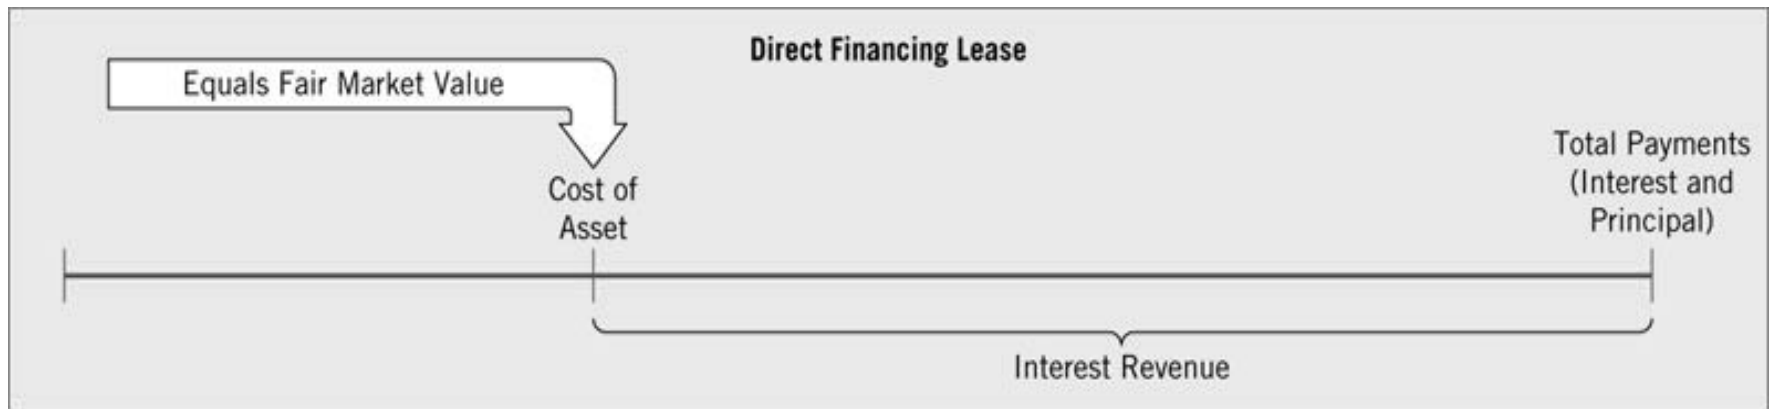 Direct Financing Lease
Equals Fair Market Value
Cost of
Asset
Total Payments
(Interest and
Principal)
Interest Revenue